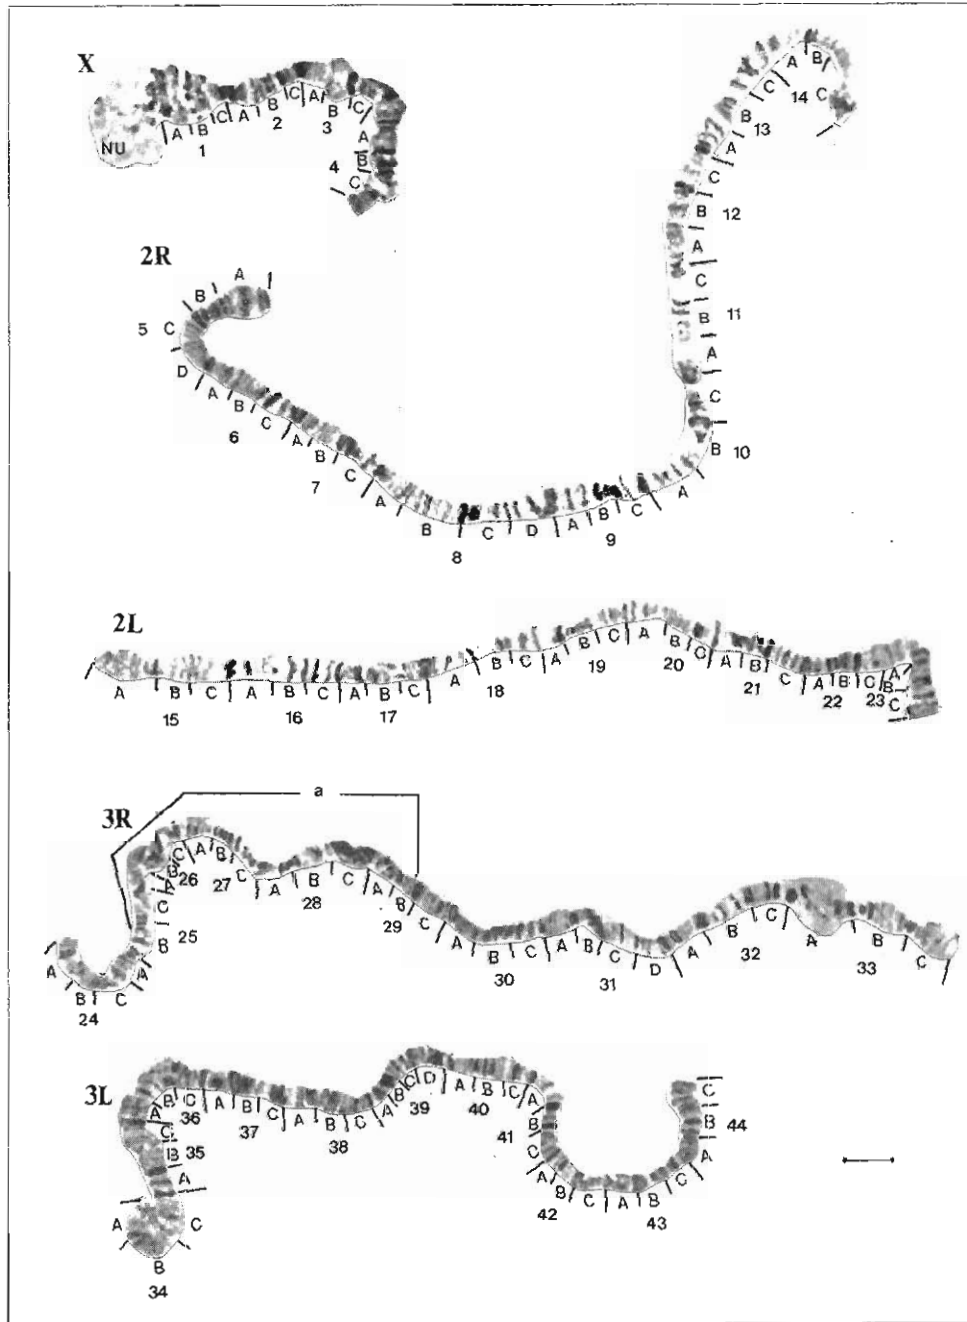 X
NU
A B C A B C A B C A B C
1 2 3 4
2R
A B C D A B C A B C A B C D A B C A B C A B C A B C A B C A B C
5 6 7 8 9 10 11 12 13 14
2L
A B C A B C A B C A B C A B C A B C A B C A B C A B C
15 16 17 18 19 20 21 22 23
a
3R
A B C A B C A B C A B C A B C A B C A B C A B C D A B C A B C
24 25 26 27 28 29 30 31 32 33
3L
A B C A B C A B C A B C A B C A B C D A B C A B C A B C A B C A B C
34 35 36 37 38 39 40 41 42 43 44